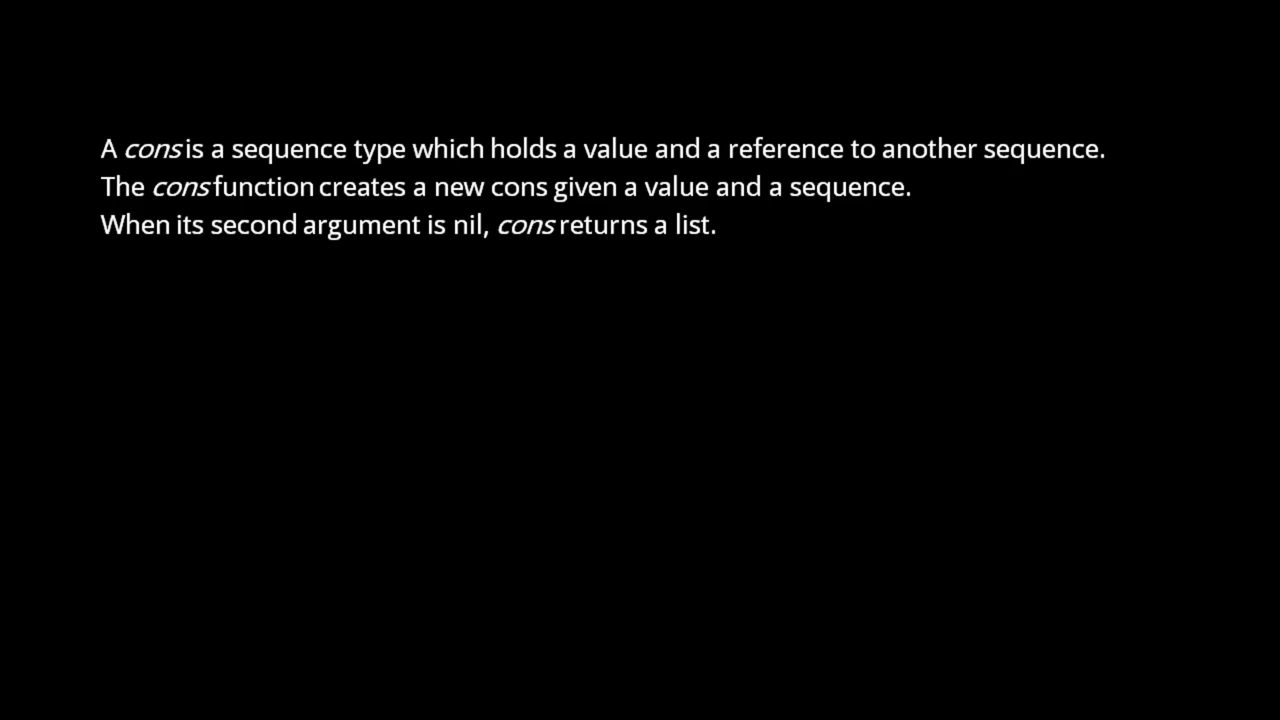 A cons is a sequence type which holds a value and a reference to another sequence.
The cons function creates a new cons given a value and a sequence.
When its second argument is nil, cons returns a list.